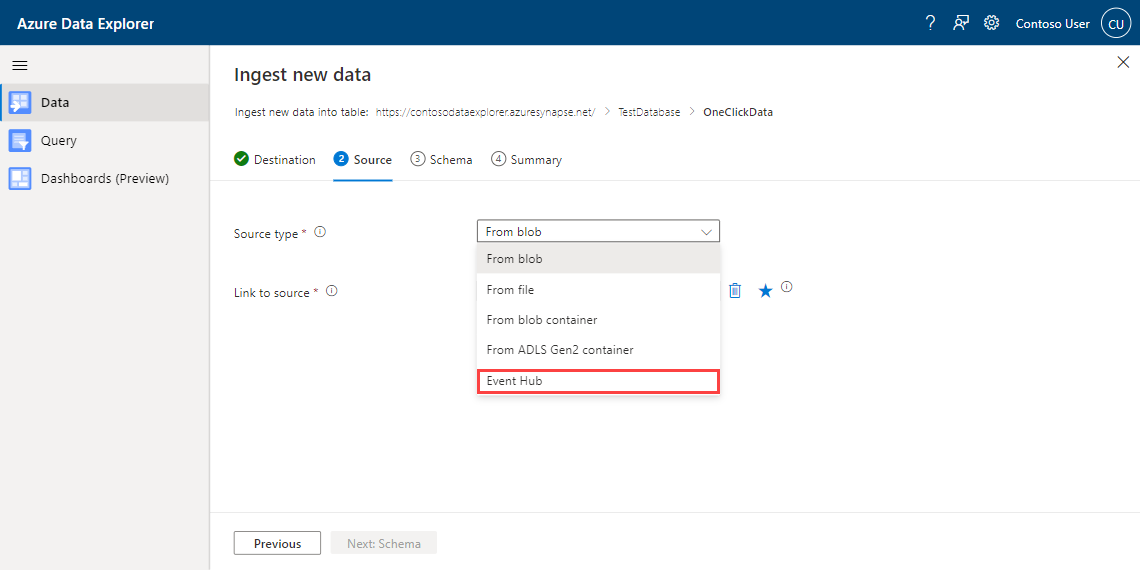 Azure Data Explorer
? Contoso User CU
Data
Query
Dashboards (Preview)
Ingest new data
Ingest new data into table: https://contosodataexplorer.azuresynapse.net/ > TestDatabase > OneClickData
Destination 2 Source 3 Schema 4 Summary
Source type *
From blob
From blob
From file
From blob container
From ADLS Gen2 container
Event Hub
Link to source *
Previous Next: Schema